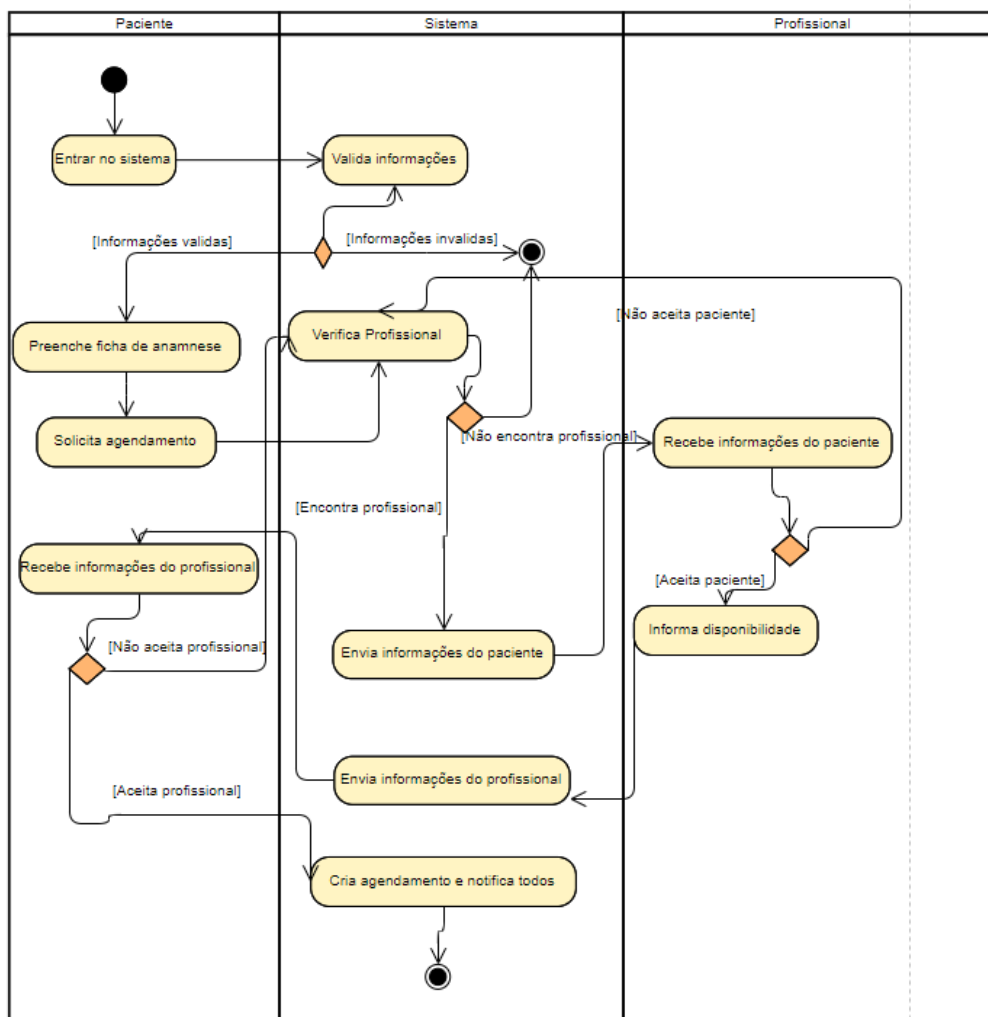 Paciente
Sistema
Profissional
Entrar no sistema
Valida informações
[Informações validas]
[Informações invalidas]
[Não aceita paciente]
Verifica Profissional
Preenche ficha de anamnese
Solicita agendamento
[Não encontra profissional]
Recebe informações do paciente
[Encontra profissional]
Recebe informações do profissional
[Aceita paciente]
Informa disponibilidade
[Não aceita profissional]
Envia informações do paciente
Envia informações do profissional
[Aceita profissional]
Cria agendamento e notifica todos